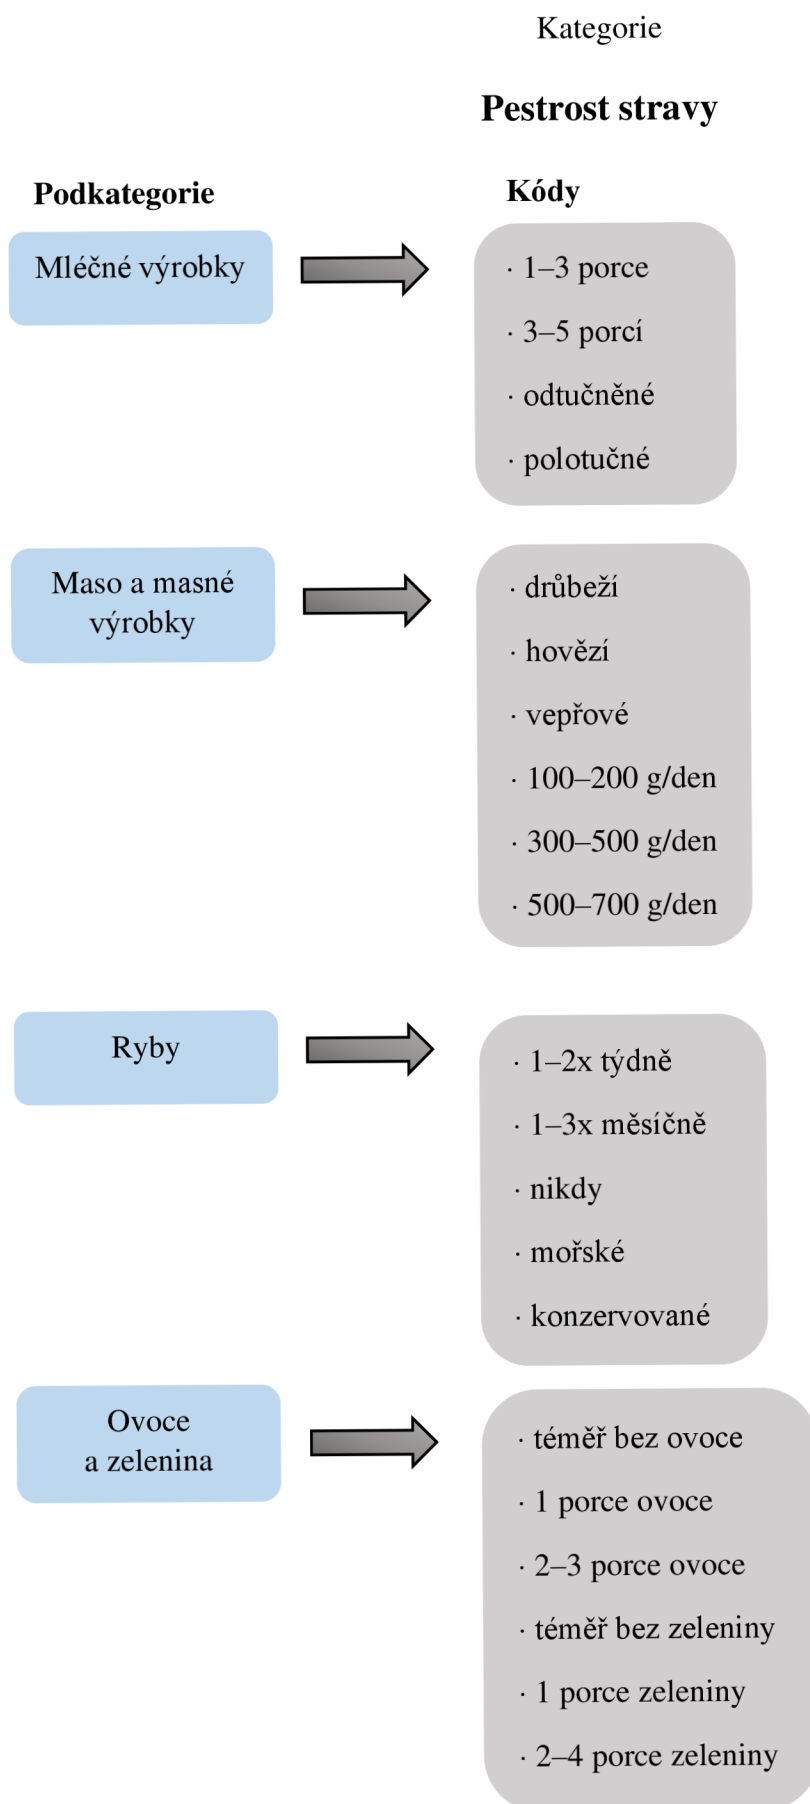 Kategorie
Pestrost stravy
Podkategorie
Kódy
Mléčné výrobky
· 1–3 porce
· 3–5 porcí
· odtučněné
· polotučné
Maso a masné
výrobky
· drůbeží
· hovězí
· vepřové
· 100–200 g/den
· 300–500 g/den
· 500–700 g/den
Ryby
· 1–2x týdně
· 1–3x měsíčně
· nikdy
· mořské
· konzervované
Ovoce
a zelenina
· téměř bez ovoce
· 1 porce ovoce
· 2–3 porce ovoce
· téměř bez zeleniny
· 1 porce zeleniny
· 2–4 porce zeleniny